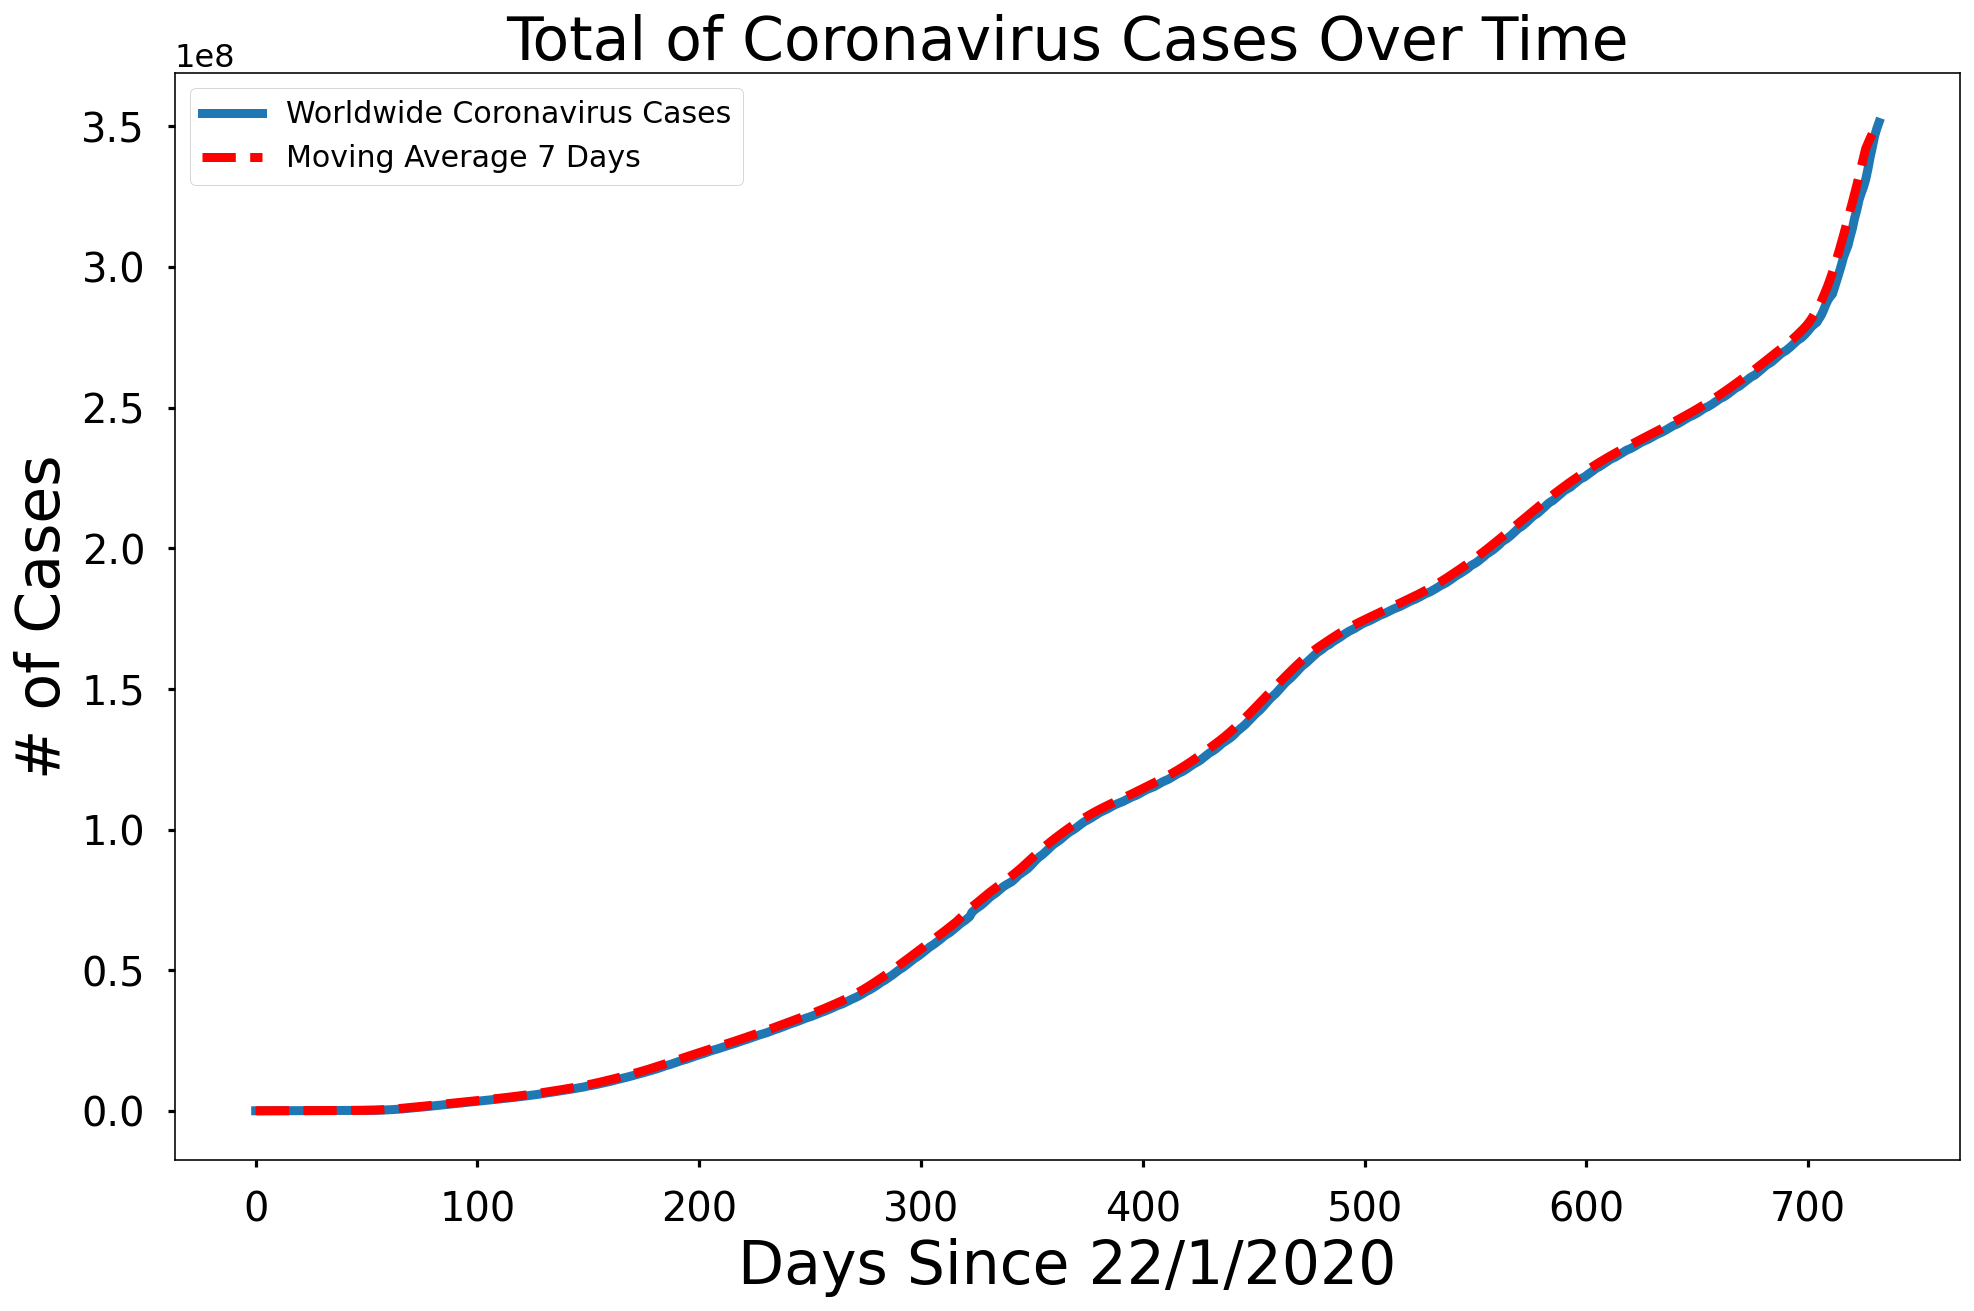 Total of Coronavirus Cases Over Time
1e8
Worldwide Coronavirus Cases
Moving Average 7 Days
3.5
3.0
2.5
2.0
1.5
1.0
0.5
0.0
# of Cases
0 100 200 300 400 500 600 700
Days Since 22/1/2020